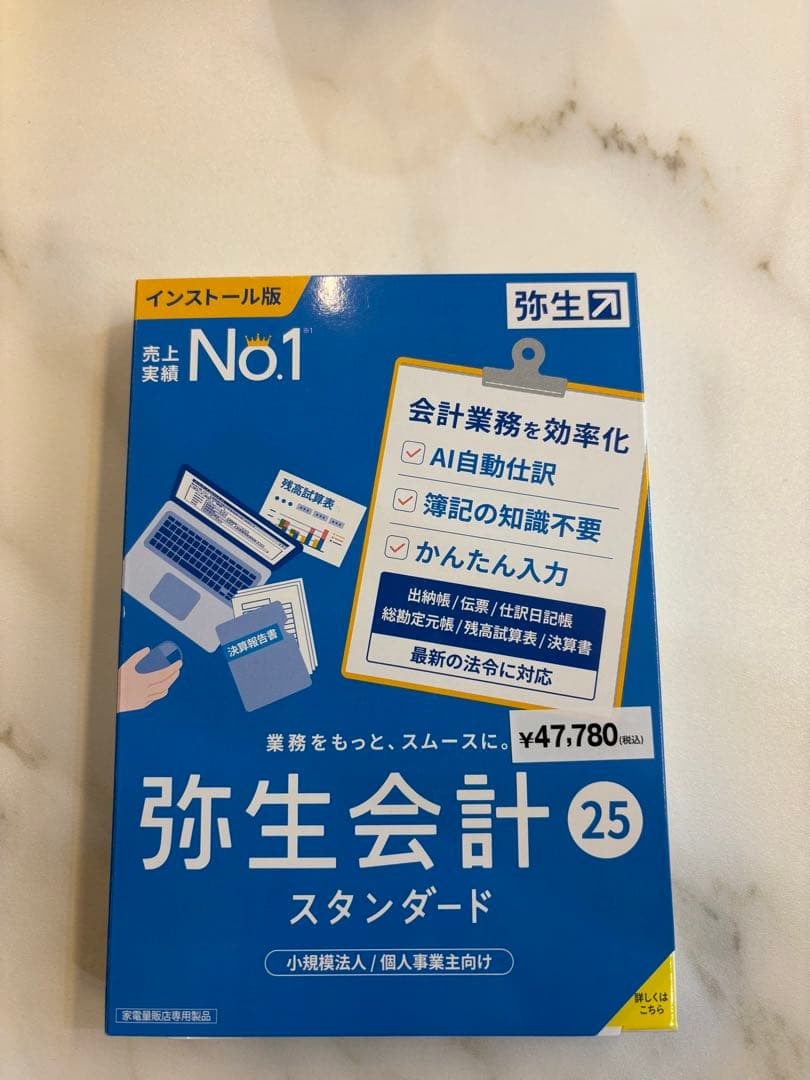 インストール版
弥生
売上
実績
No.1
※1
会計業務を効率化
AI自動仕訳
簿記の知識不要
かんたん入力
出納帳/伝票/仕訳日記帳
総勘定元帳/残高試算表/決算書
最新の法令に対応
残高試算表
決算報告書
業務をもっと、スムースに。
¥47,780(税込)
弥生会計 25
スタンダード
小規模法人/個人事業主向け
家電量販店専用製品
詳しくは
こちら